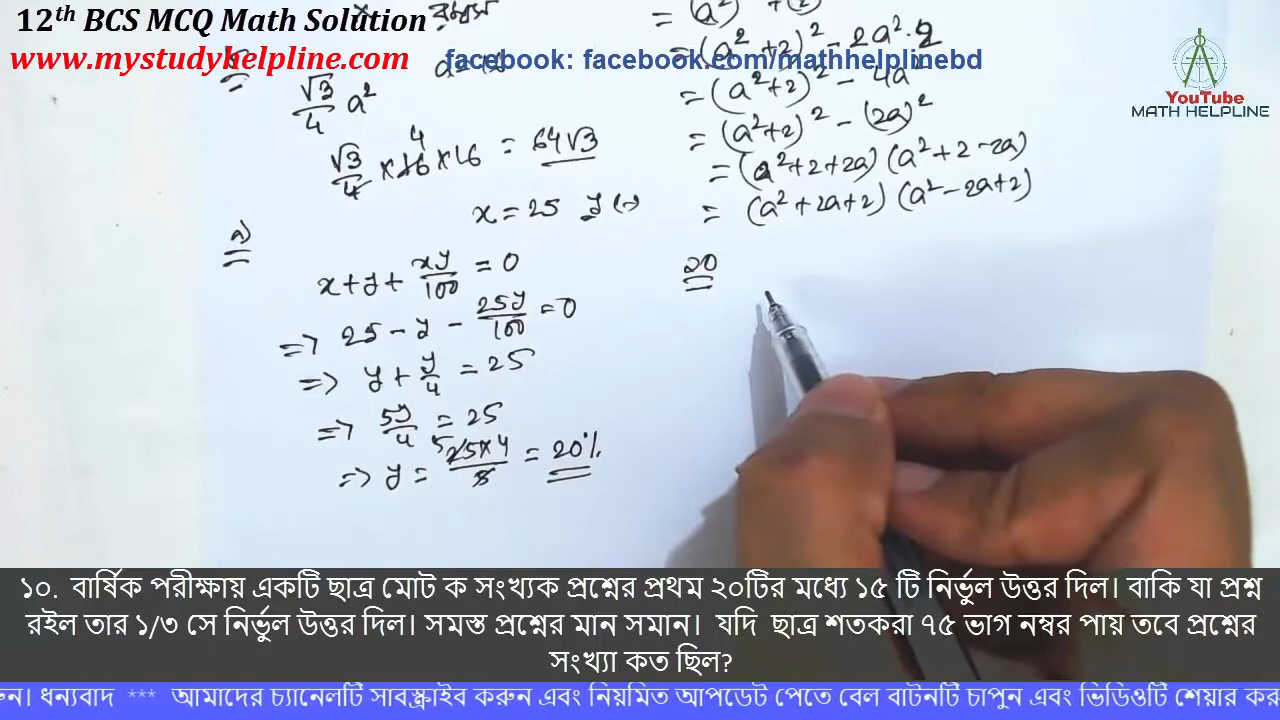 12th BCS MCQ Math Solution
www.mystudyhelpline.com
facebook: facebook.com/mathhelplinebd
YouTube
MATH HELPLINE
√3/4 a²
√3/4 × 16 × 16 = 64√3
4
x = 25 y (-)
x + y + xy/100 = 0
=> 25 - y - 25y/100 = 0
=> y + y/4 = 25
=> 5y/4 = 25
=> y = 25×4/5 = 20%
5
= (a²+2)² - 2a².2
= (a²+2)² - 4a²
= (a²+2)² - (2a)²
= (a²+2+2a) (a²+2-2a)
= (a²+2a+2) (a²-2a+2)
১০. বার্ষিক পরীক্ষায় একটি ছাত্র মোট ক সংখ্যক প্রশ্নের প্রথম ২০টির মধ্যে ১৫ টি নির্ভুল উত্তর দিল। বাকি যা প্রশ্ন
রইল তার ১/৩ সে নির্ভুল উত্তর দিল। সমস্ত প্রশ্নের মান সমান। যদি ছাত্র শতকরা ৭৫ ভাগ নম্বর পায় তবে প্রশ্নের
সংখ্যা কত ছিল?
রুন। ধন্যবাদ *** আমাদের চ্যানেলটি সাবস্ক্রাইব করুন এবং নিয়মিত আপডেট পেতে বেল বাটনটি চাপুন এবং ভিডিওটি শেয়ার কর